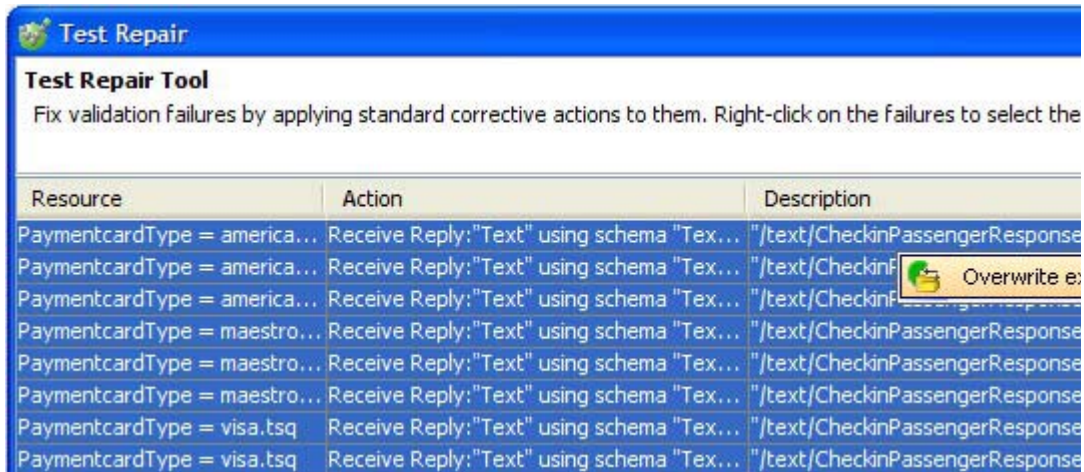 Test Repair
Test Repair Tool
Fix validation failures by applying standard corrective actions to them. Right-click on the failures to select the
Resource Action Description
PaymentcardType = america... Receive Reply:"Text" using schema "Tex... "/text/CheckinPassengerResponse
PaymentcardType = america... Receive Reply:"Text" using schema "Tex... "/text/CheckinP
Overwrite ex
PaymentcardType = america... Receive Reply:"Text" using schema "Tex... "/text/CheckinPassengerResponse
PaymentcardType = maestro... Receive Reply:"Text" using schema "Tex... "/text/CheckinPassengerResponse
PaymentcardType = maestro... Receive Reply:"Text" using schema "Tex... "/text/CheckinPassengerResponse
PaymentcardType = maestro... Receive Reply:"Text" using schema "Tex... "/text/CheckinPassengerResponse
PaymentcardType = visa.tsq Receive Reply:"Text" using schema "Tex... "/text/CheckinPassengerResponse
PaymentcardType = visa.tsq Receive Reply:"Text" using schema "Tex... "/text/CheckinPassengerResponse